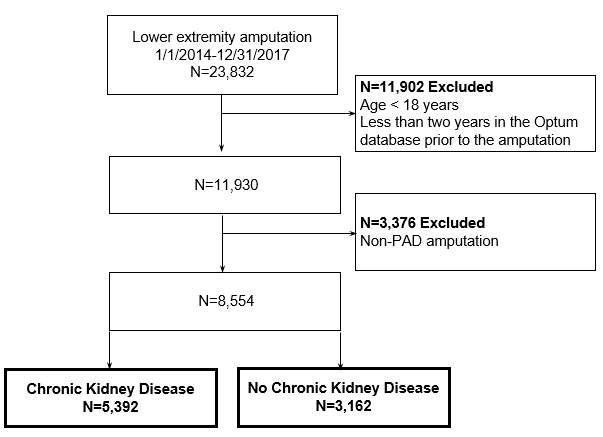 Lower extremity amputation
1/1/2014-12/31/2017
N=23,832
N=11,902 Excluded
Age < 18 years
Less than two years in the Optum
database prior to the amputation
N=11,930
N=3,376 Excluded
Non-PAD amputation
N=8,554
Chronic Kidney Disease
N=5,392
No Chronic Kidney Disease
N=3,162